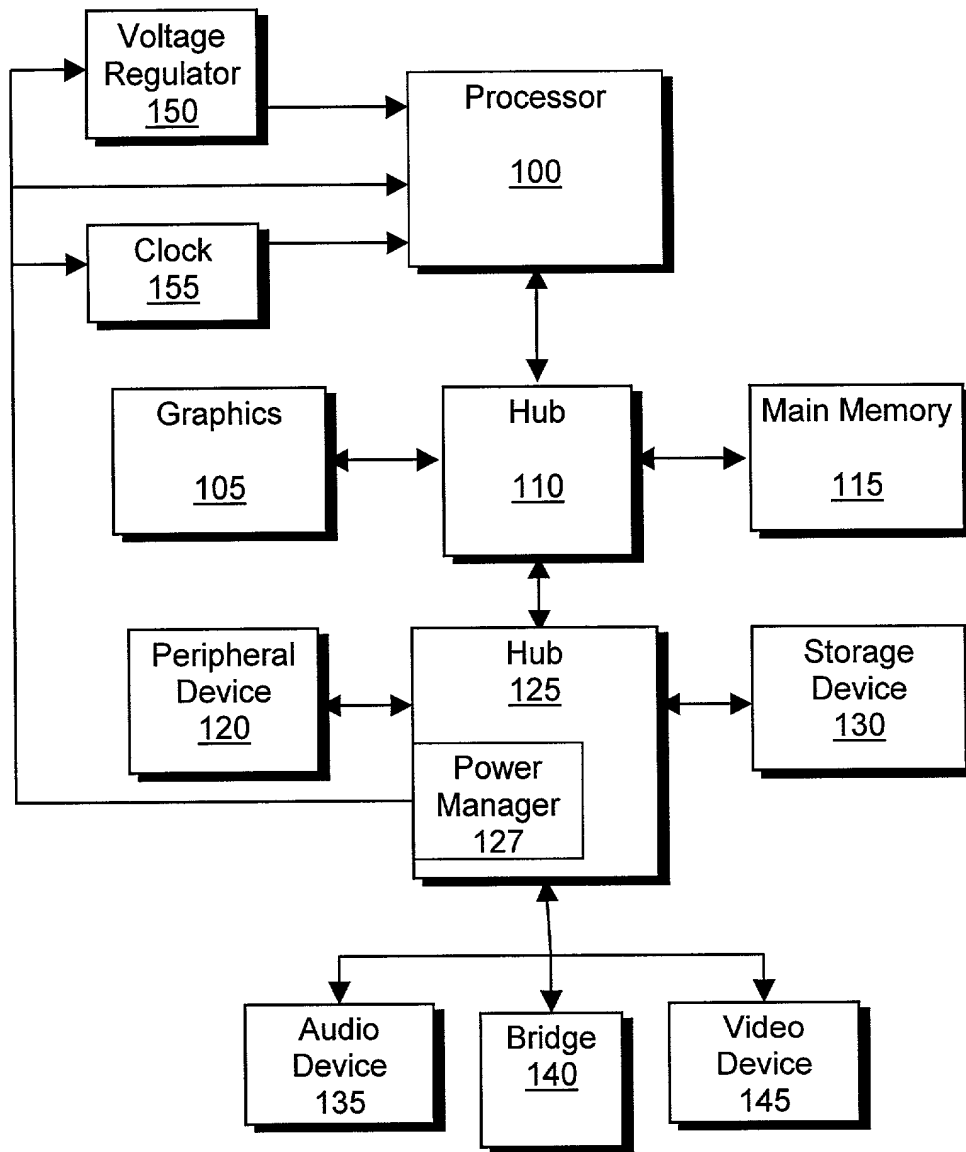 Voltage
Regulator
150
Processor
100
Clock
155
Graphics
105
Hub
110
Main Memory
115
Peripheral
Device
120
Hub
125
Storage
Device
130
Power
Manager
127
Audio
Device
135
Bridge
140
Video
Device
145